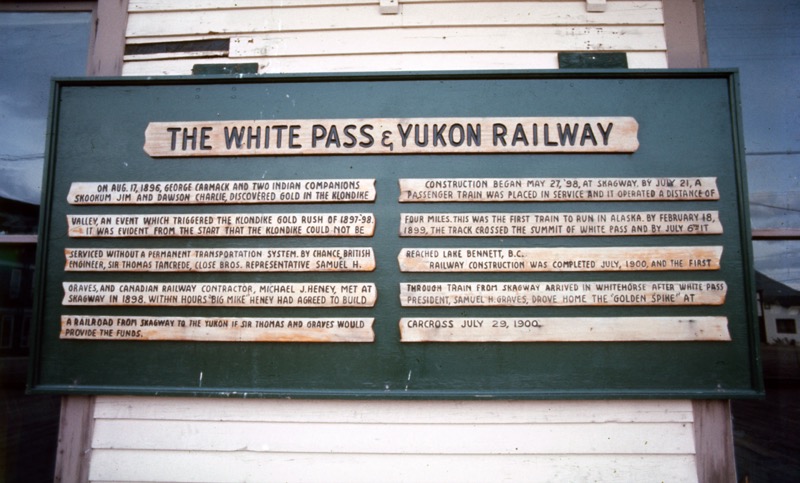 THE WHITE PASS & YUKON RAILWAY
ON AUG. 17, 1896, GEORGE CARMACK AND TWO INDIAN COMPANIONS
SKOOKUM JIM AND DAWSON CHARLIE, DISCOVERED GOLD IN THE KLONDIKE
VALLEY, AN EVENT WHICH TRIGGERED THE KLONDIKE GOLD RUSH OF 1897-'98.
IT WAS EVIDENT FROM THE START THAT THE KLONDIKE COULD NOT BE
SERVICED WITHOUT A PERMANENT TRANSPORTATION SYSTEM. BY CHANCE, BRITISH
ENGINEER, SIR THOMAS TANCREDE, CLOSE BROS. REPRESENTATIVE SAMUEL H.
GRAVES, AND CANADIAN RAILWAY CONTRACTOR, MICHAEL J. HENEY, MET AT
SKAGWAY IN 1898. WITHIN HOURS "BIG MIKE" HENEY HAD AGREED TO BUILD
A RAILROAD FROM SKAGWAY TO THE YUKON IF SIR THOMAS AND GRAVES WOULD
PROVIDE THE FUNDS.
CONSTRUCTION BEGAN MAY 27, '98, AT SKAGWAY. BY JULY 21, A
PASSENGER TRAIN WAS PLACED IN SERVICE AND IT OPERATED A DISTANCE OF
FOUR MILES. THIS WAS THE FIRST TRAIN TO RUN IN ALASKA. BY FEBRUARY 18,
1899, THE TRACK CROSSED THE SUMMIT OF WHITE PASS AND BY JULY 6TH IT
REACHED LAKE BENNETT, B.C.
RAILWAY CONSTRUCTION WAS COMPLETED JULY, 1900, AND THE FIRST
THROUGH TRAIN FROM SKAGWAY ARRIVED IN WHITEHORSE AFTER WHITE PASS
PRESIDENT, SAMUEL H. GRAVES, DROVE HOME THE "GOLDEN SPIKE" AT
CARCROSS JULY 29, 1900.